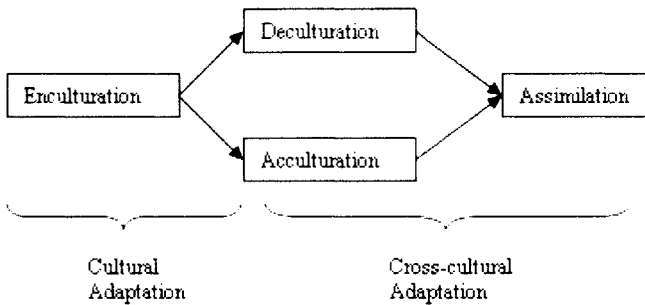 Deculturation
Enculturation
Assimilation
Acculturation
Cultural
Adaptation
Cross-cultural
Adaptation